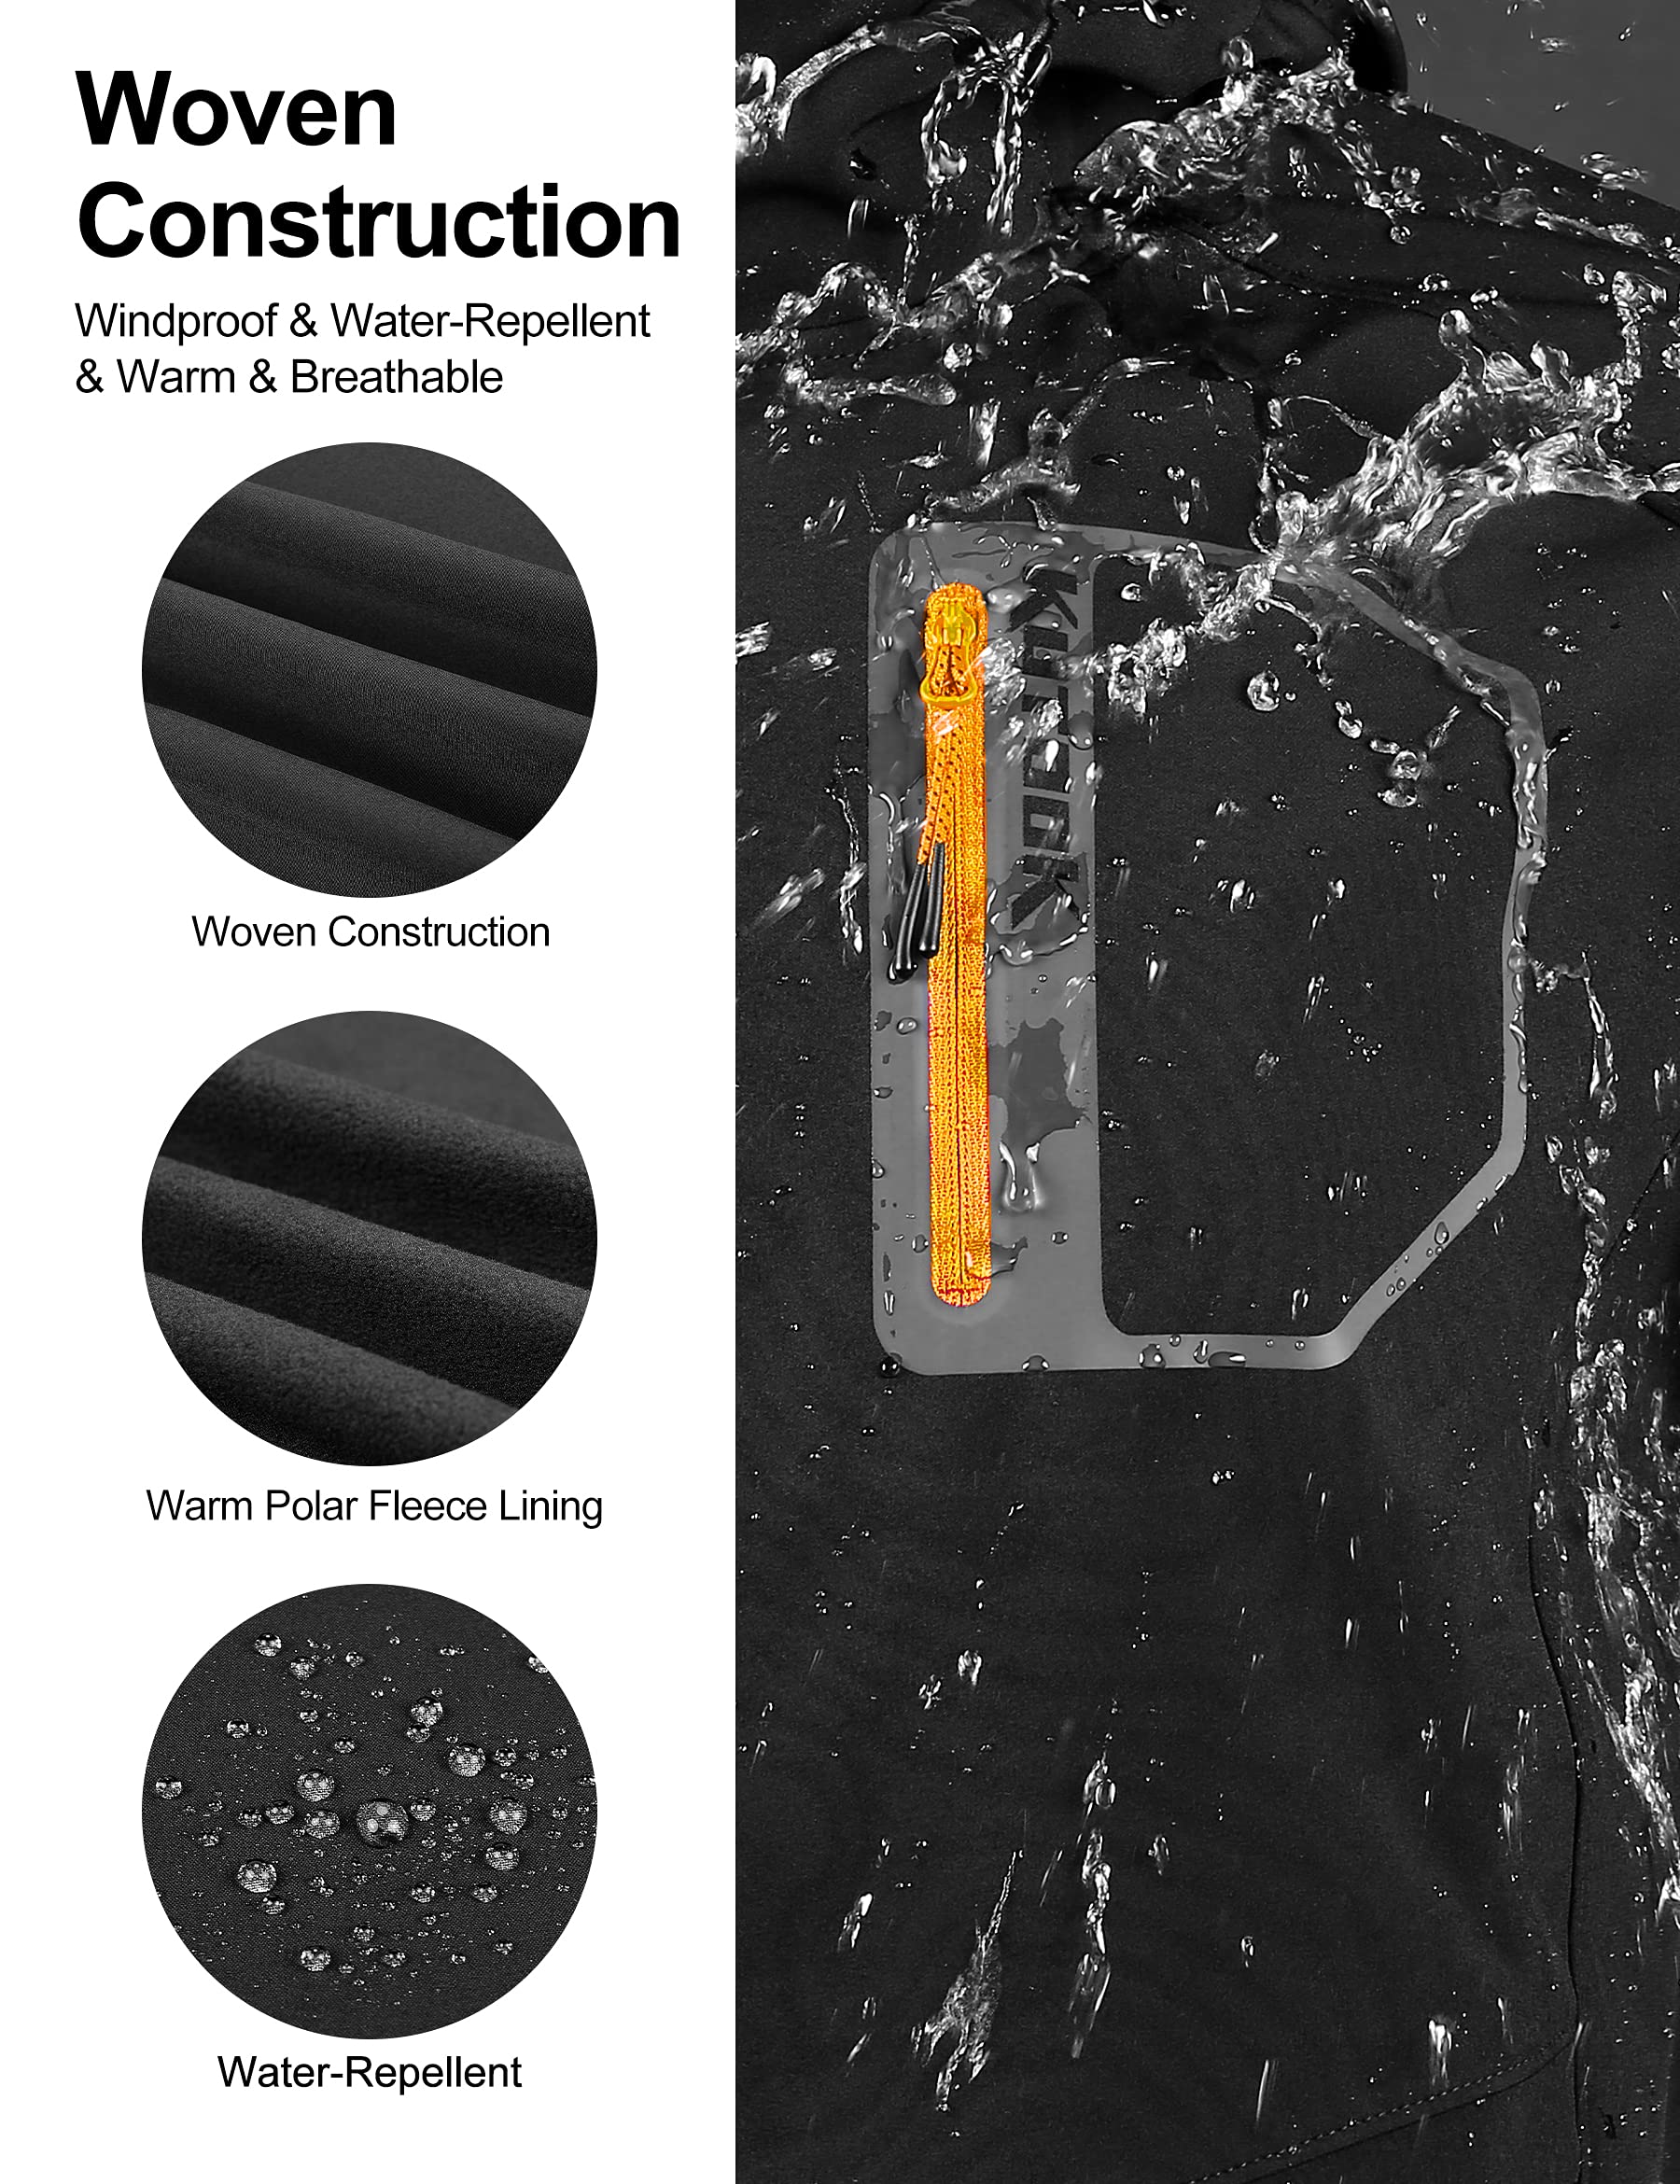 Woven
Construction
Windproof & Water-Repellent
& Warm & Breathable
Woven Construction
Warm Polar Fleece Lining
Water-Repellent